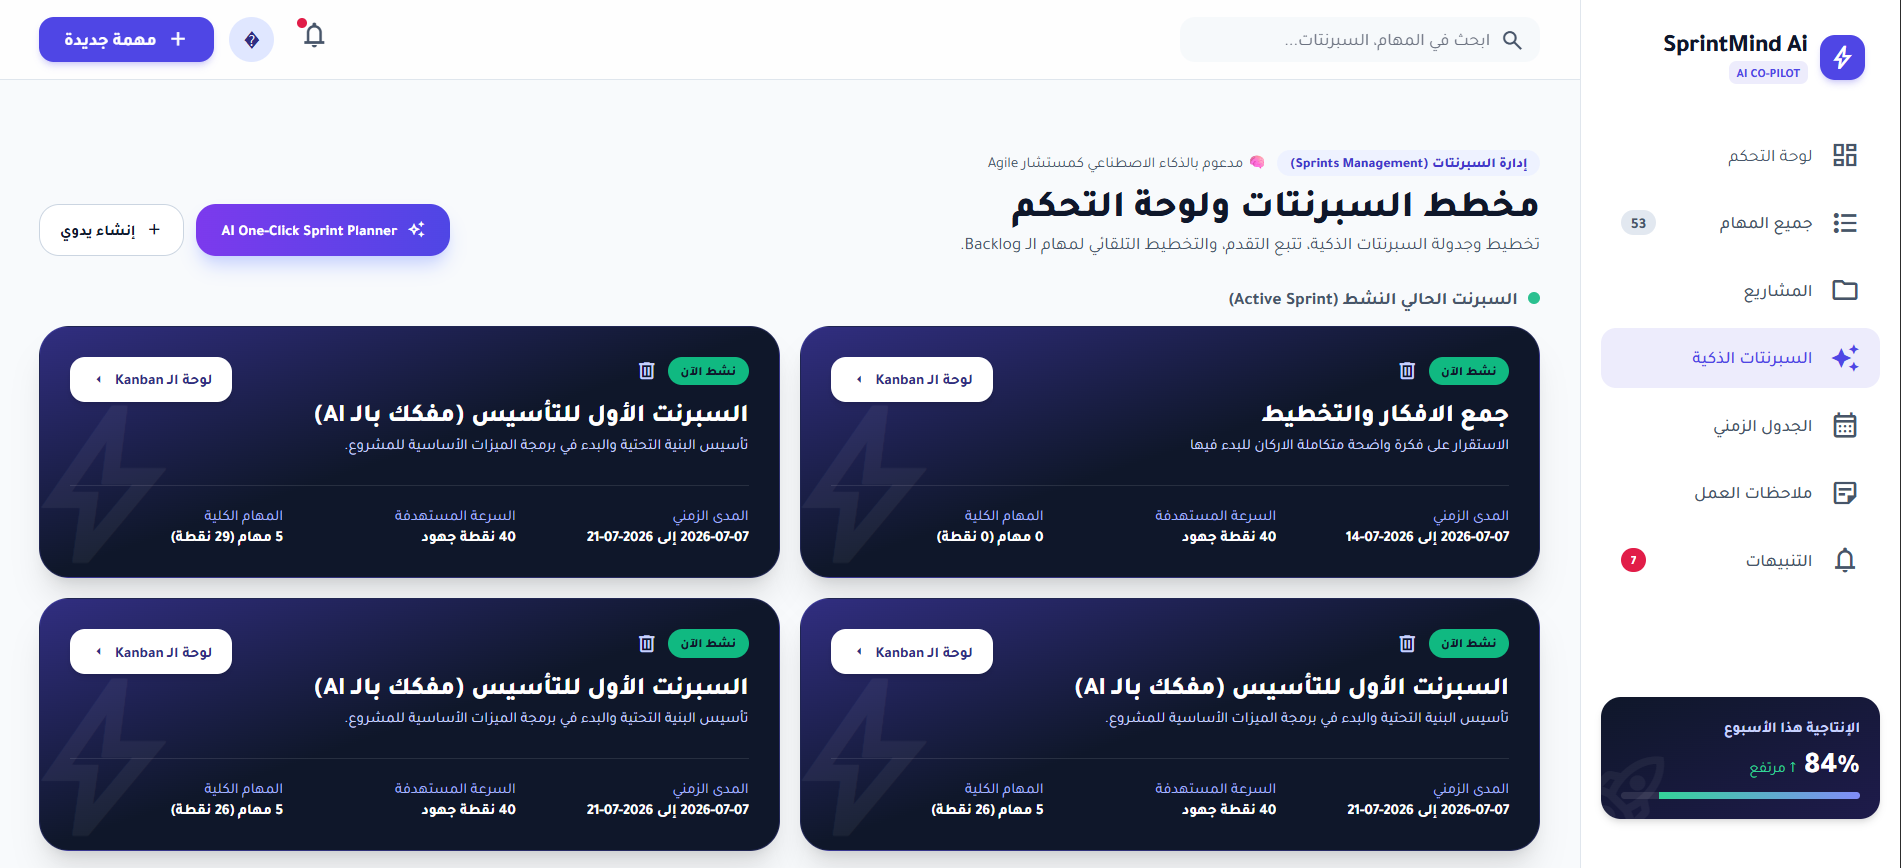 SprintMind Ai
AI CO-PILOT
لوحة التحكم
جميع المهام
53
المشاريع
السبرنتات الذكية
الجدول الزمني
ملاحظات العمل
التنبيهات
7
الإنتاجية هذا الأسبوع
84% ↑ مرتفع
ابحث في المهام، السبرنتات...
+ مهمة جديدة
إدارة السبرنتات (Sprints Management)
🧠 مدعوم بالذكاء الاصطناعي كمستشار Agile
مخطط السبرنتات ولوحة التحكم
تخطيط وجدولة السبرنتات الذكية، تتبع التقدم، والتخطيط التلقائي لمهام الـ Backlog.
AI One-Click Sprint Planner
+ إنشاء يدوي
السبرنت الحالي النشط (Active Sprint)
نشط الآن
لوحة الـ Kanban
جمع الافكار والتخطيط
الاستقرار على فكرة واضحة متكاملة الاركان للبدء فيها
المدى الزمني
2026-07-07 إلى 2026-07-14
السرعة المستهدفة
40 نقطة جهود
المهام الكلية
0 مهام (0 نقطة)
نشط الآن
لوحة الـ Kanban
السبرنت الأول للتأسيس (مفكك بالـ AI)
تأسيس البنية التحتية والبدء في برمجة الميزات الأساسية للمشروع.
المدى الزمني
2026-07-07 إلى 2026-07-21
السرعة المستهدفة
40 نقطة جهود
المهام الكلية
5 مهام (29 نقطة)
نشط الآن
لوحة الـ Kanban
السبرنت الأول للتأسيس (مفكك بالـ AI)
تأسيس البنية التحتية والبدء في برمجة الميزات الأساسية للمشروع.
المدى الزمني
2026-07-07 إلى 2026-07-21
السرعة المستهدفة
40 نقطة جهود
المهام الكلية
5 مهام (26 نقطة)
نشط الآن
لوحة الـ Kanban
السبرنت الأول للتأسيس (مفكك بالـ AI)
تأسيس البنية التحتية والبدء في برمجة الميزات الأساسية للمشروع.
المدى الزمني
2026-07-07 إلى 2026-07-21
السرعة المستهدفة
40 نقطة جهود
المهام الكلية
5 مهام (26 نقطة)